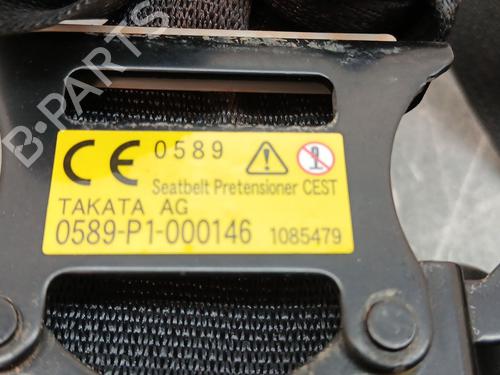 B-PARTS
CE 0589
Seatbelt Pretensioner CEST
TAKATA AG
0589-P1-000146 1085479